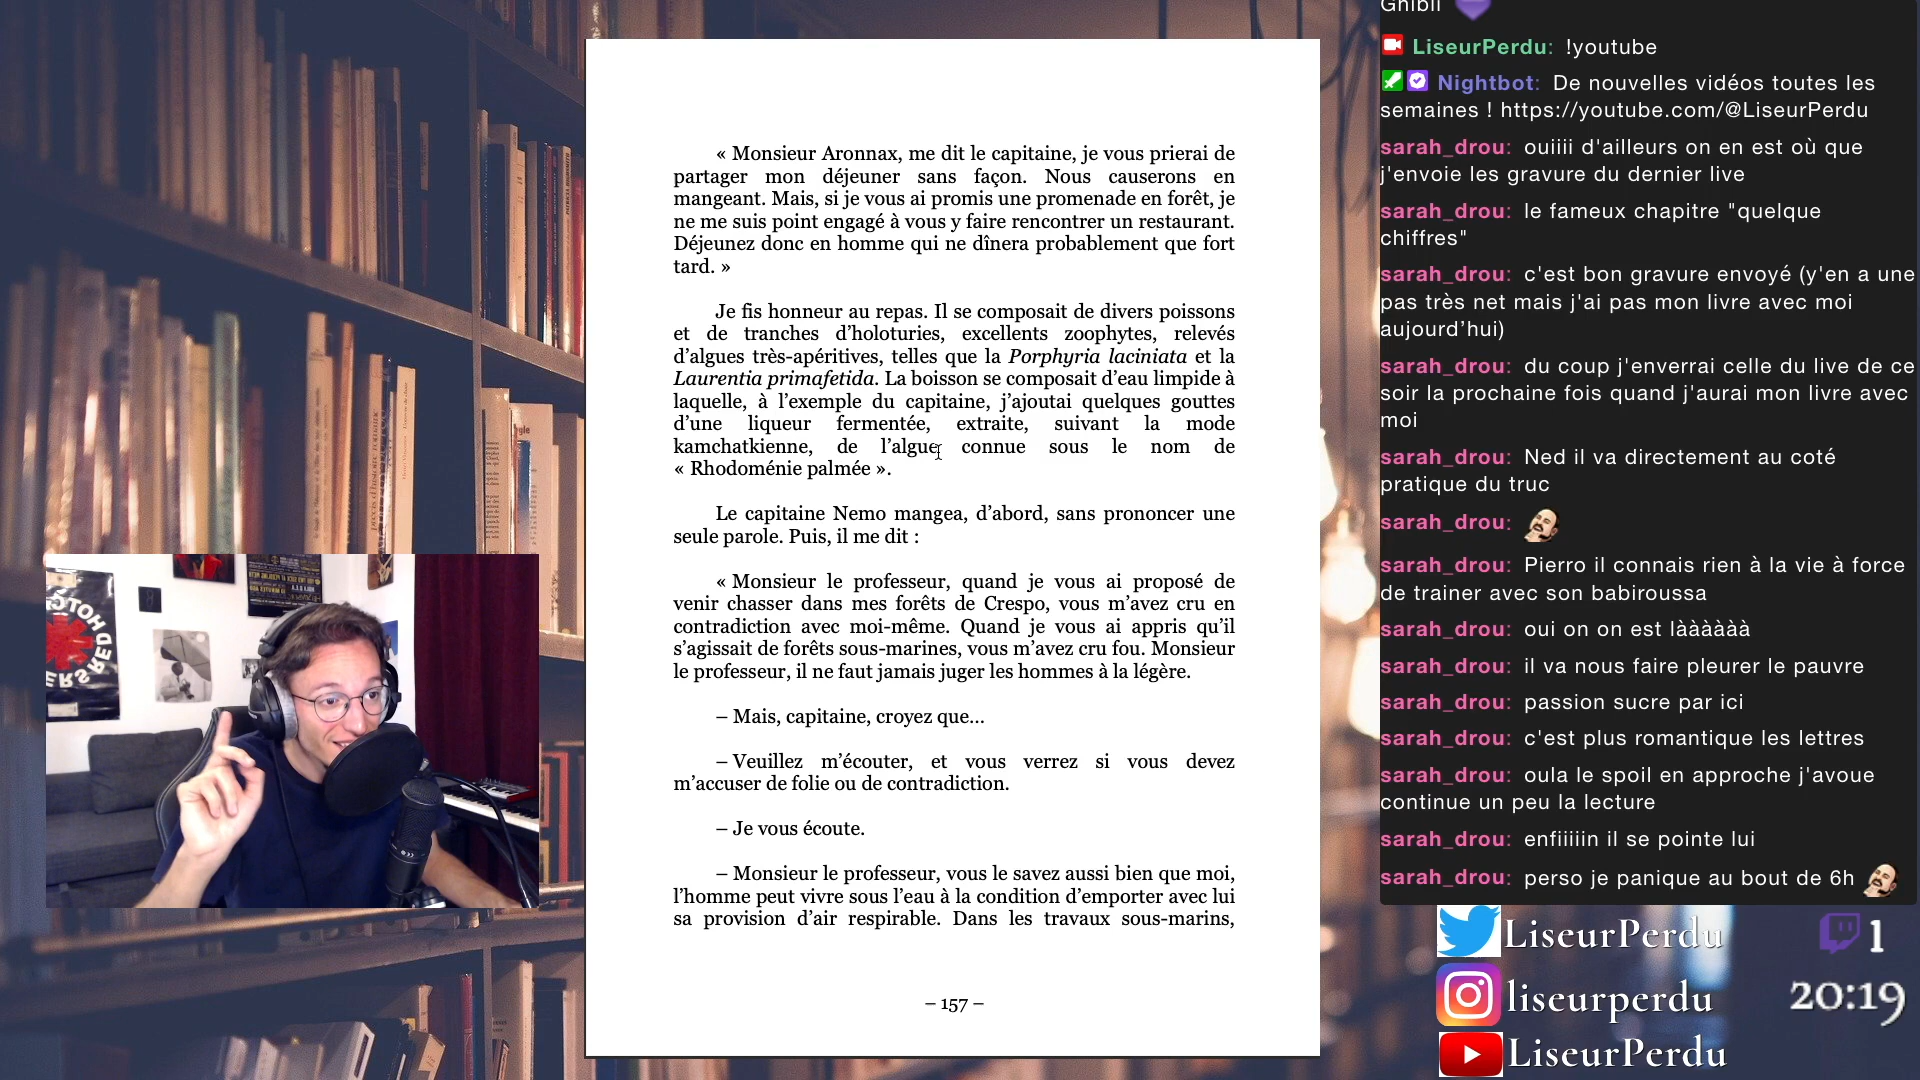 « Monsieur Aronnax, me dit le capitaine, je vous prierai de
partager mon déjeuner sans façon. Nous causerons en
mangeant. Mais, si je vous ai promis une promenade en forêt, je
ne me suis point engagé à vous y faire rencontrer un restaurant.
Déjeunez donc en homme qui ne dînera probablement que fort
tard. »
Je fis honneur au repas. Il se composait de divers poissons
et de tranches d’holoturies, excellents zoophytes, relevés
d’algues très-apéritives, telles que la Porphyria laciniata et la
Laurentia primafetida. La boisson se composait d’eau limpide à
laquelle, à l’exemple du capitaine, j’ajoutai quelques gouttes
d’une liqueur fermentée, extraite, suivant la mode
kamchatkienne, de l’algue connue sous le nom de
« Rhodoménie palmée ».
Le capitaine Nemo mangea, d’abord, sans prononcer une
seule parole. Puis, il me dit :
« Monsieur le professeur, quand je vous ai proposé de
venir chasser dans mes forêts de Crespo, vous m’avez cru en
contradiction avec moi-même. Quand je vous ai appris qu’il
s’agissait de forêts sous-marines, vous m’avez cru fou. Monsieur
le professeur, il ne faut jamais juger les hommes à la légère.
– Mais, capitaine, croyez que…
– Veuillez m’écouter, et vous verrez si vous devez
m’accuser de folie ou de contradiction.
– Je vous écoute.
– Monsieur le professeur, vous le savez aussi bien que moi,
l’homme peut vivre sous l’eau à la condition d’emporter avec lui
sa provision d’air respirable. Dans les travaux sous-marins,
– 157 –
Ghibli
LiseurPerdu: !youtube
Nightbot: De nouvelles vidéos toutes les
semaines ! https://youtube.com/@LiseurPerdu
sarah_drou: ouiiii d'ailleurs on en est où que
j'envoie les gravure du dernier live
sarah_drou: le fameux chapitre "quelque
chiffres"
sarah_drou: c'est bon gravure envoyé (y'en a une
pas très net mais j'ai pas mon livre avec moi
aujourd’hui)
sarah_drou: du coup j'enverrai celle du live de ce
soir la prochaine fois quand j'aurai mon livre avec
moi
sarah_drou: Ned il va directement au coté
pratique du truc
sarah_drou:
sarah_drou: Pierro il connais rien à la vie à force
de trainer avec son babiroussa
sarah_drou: oui on on est lààààà
sarah_drou: il va nous faire pleurer le pauvre
sarah_drou: passion sucre par ici
sarah_drou: c'est plus romantique les lettres
sarah_drou: oula le spoil en approche j'avoue
continue un peu la lecture
sarah_drou: enfiiiiin il se pointe lui
sarah_drou: perso je panique au bout de 6h
LiseurPerdu
1
liseurperdu
20:19
LiseurPerdu